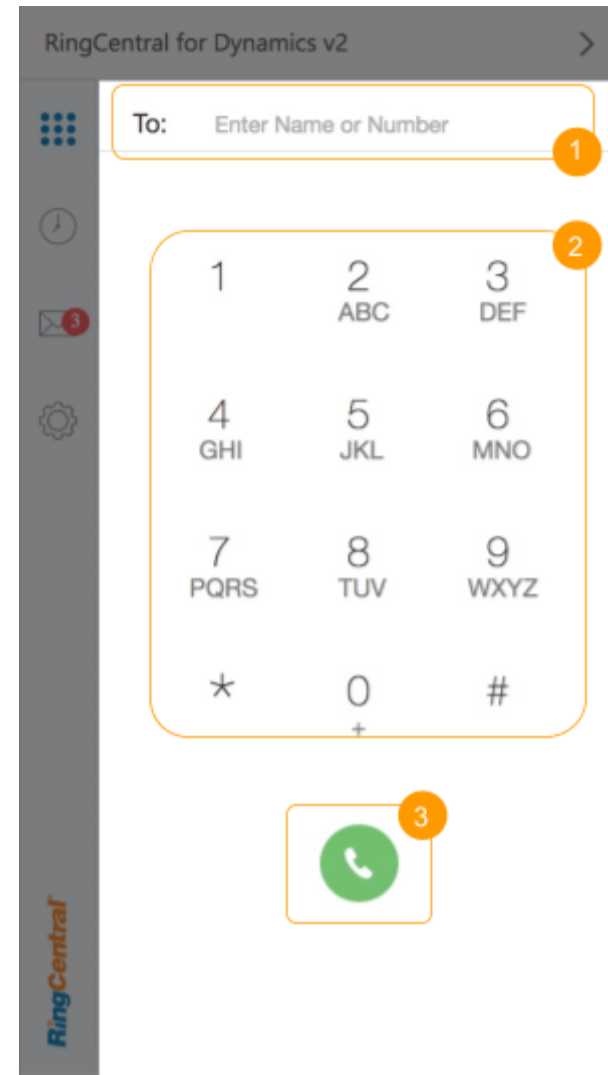 RingCentral for Dynamics v2 >
To: Enter Name or Number
1
2
1 2 3
ABC DEF
3
4 5 6
GHI JKL MNO
7 8 9
PQRS TUV WXYZ
* 0 #
+
3
RingCentral